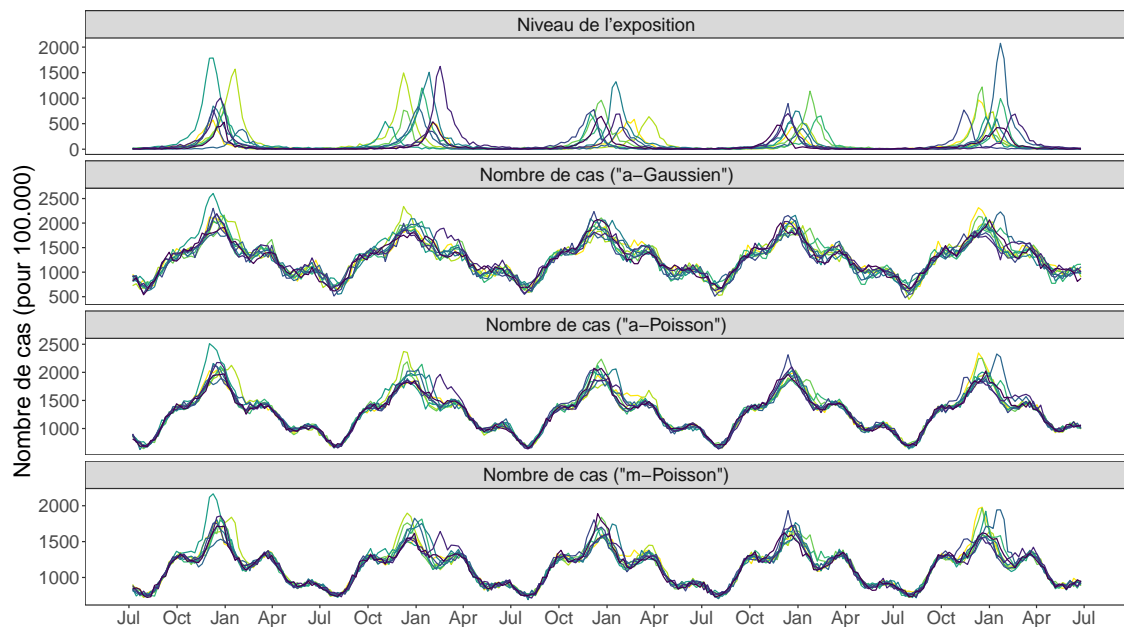 Niveau de l'exposition
2000
1500
1000
500
0
Nombre de cas ("a−Gaussien")
2500
2000
1500
1000
500
Nombre de cas ("a−Poisson")
2500
2000
1500
1000
Nombre de cas ("m−Poisson")
2000
1500
1000
Jul Oct Jan Apr Jul Oct Jan Apr Jul Oct Jan Apr Jul Oct Jan Apr Jul Oct Jan Apr Jul
Nombre de cas (pour 100.000)